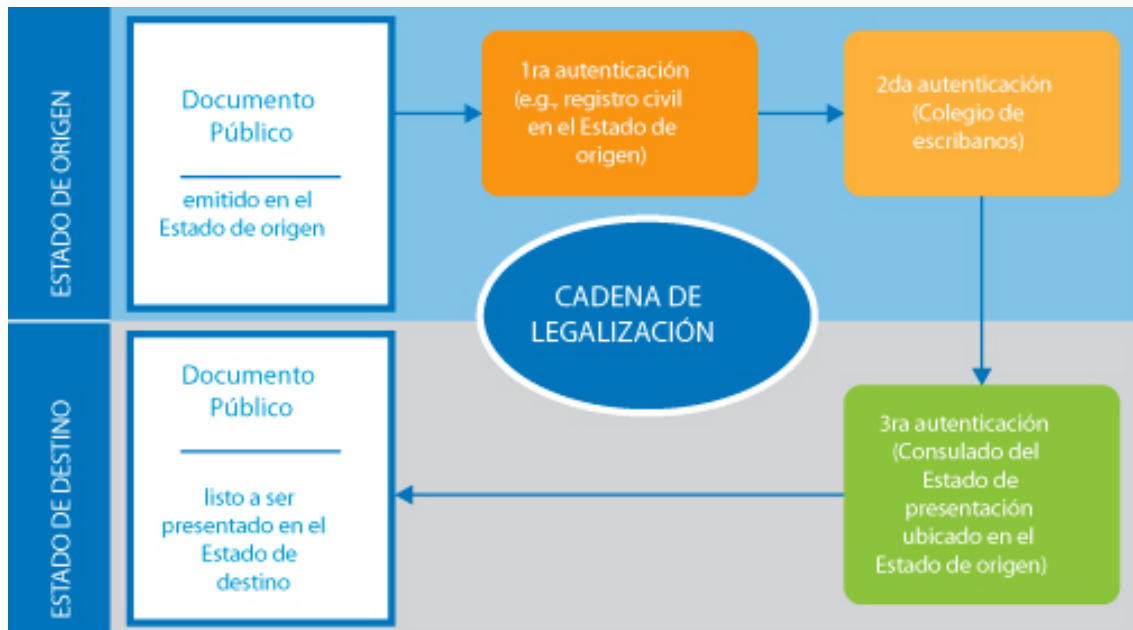 ESTADO DE ORIGEN
Documento
Público
emitido en el
Estado de origen
1ra autenticación
(e.g., registro civil
en el Estado de
origen)
2da autenticación
(Colegio de
escribanos)
CADENA DE
LEGALIZACIÓN
ESTADO DE DESTINO
Documento
Público
listo a ser
presentado en el
Estado de
destino
3ra autenticación
(Consulado del
Estado de
presentación
ubicado en el
Estado de origen)